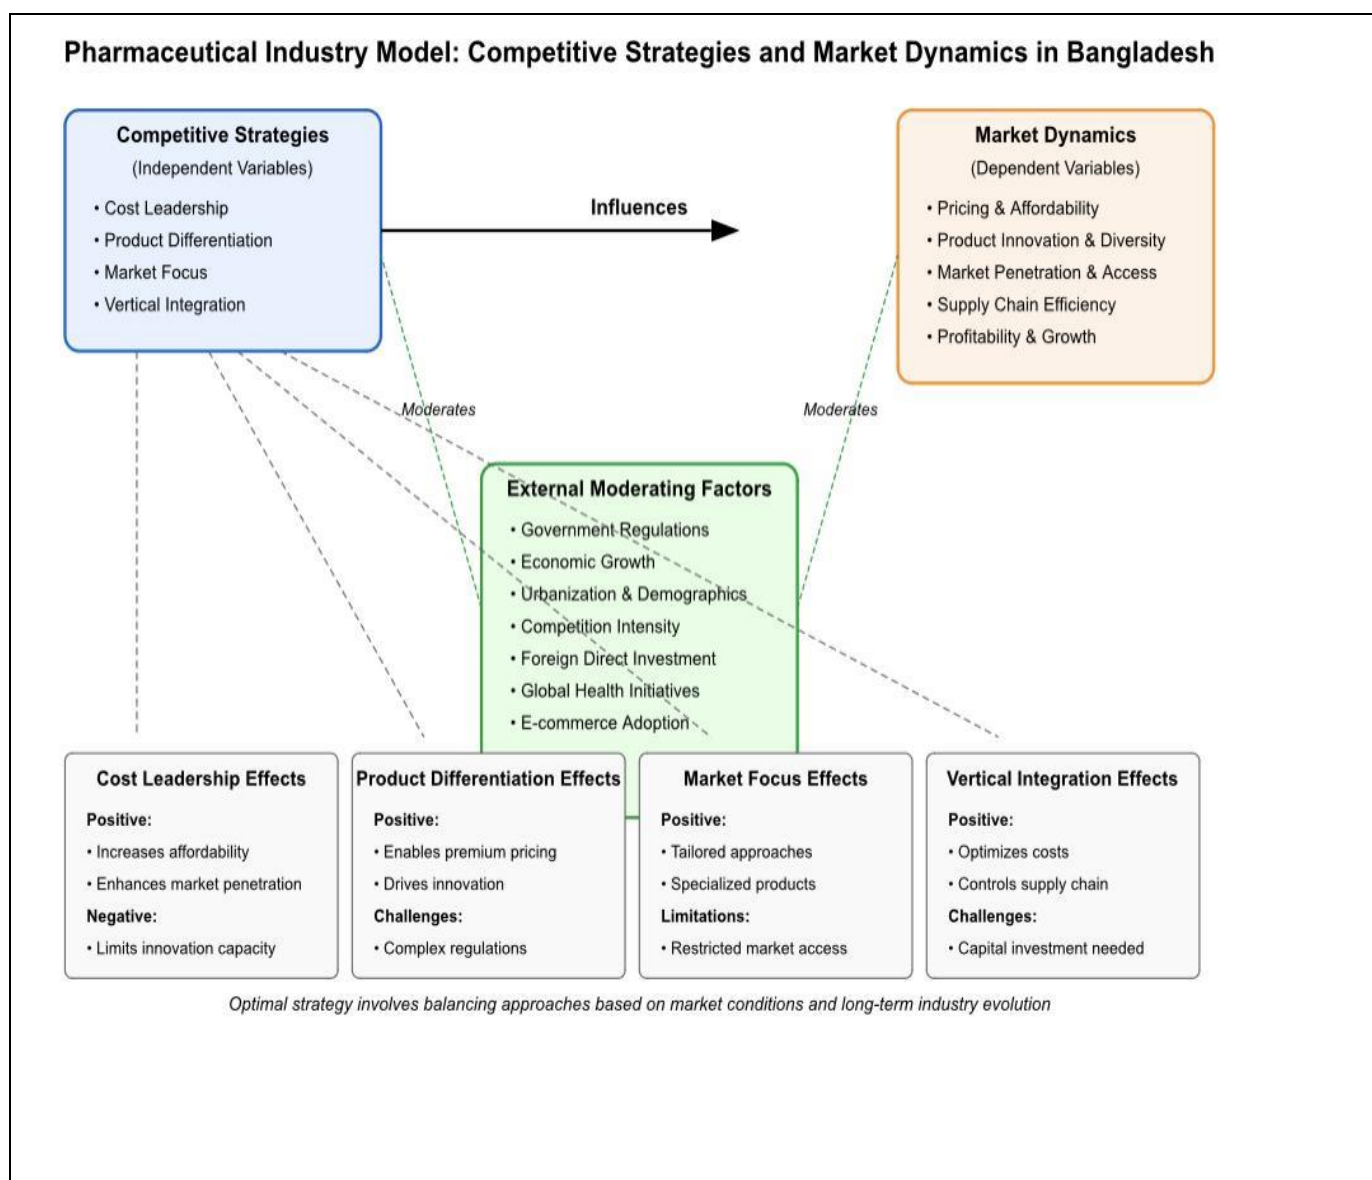 Pharmaceutical Industry Model: Competitive Strategies and Market Dynamics in Bangladesh
Competitive Strategies
(Independent Variables)
• Cost Leadership
• Product Differentiation
• Market Focus
• Vertical Integration
Influences
Market Dynamics
(Dependent Variables)
• Pricing & Affordability
• Product Innovation & Diversity
• Market Penetration & Access
• Supply Chain Efficiency
• Profitability & Growth
Moderates
Moderates
External Moderating Factors
• Government Regulations
• Economic Growth
• Urbanization & Demographics
• Competition Intensity
• Foreign Direct Investment
• Global Health Initiatives
• E-commerce Adoption
Cost Leadership Effects
Positive:
• Increases affordability
• Enhances market penetration
Negative:
• Limits innovation capacity
Product Differentiation Effects
Positive:
• Enables premium pricing
• Drives innovation
Challenges:
• Complex regulations
Market Focus Effects
Positive:
• Tailored approaches
• Specialized products
Limitations:
• Restricted market access
Vertical Integration Effects
Positive:
• Optimizes costs
• Controls supply chain
Challenges:
• Capital investment needed
Optimal strategy involves balancing approaches based on market conditions and long-term industry evolution